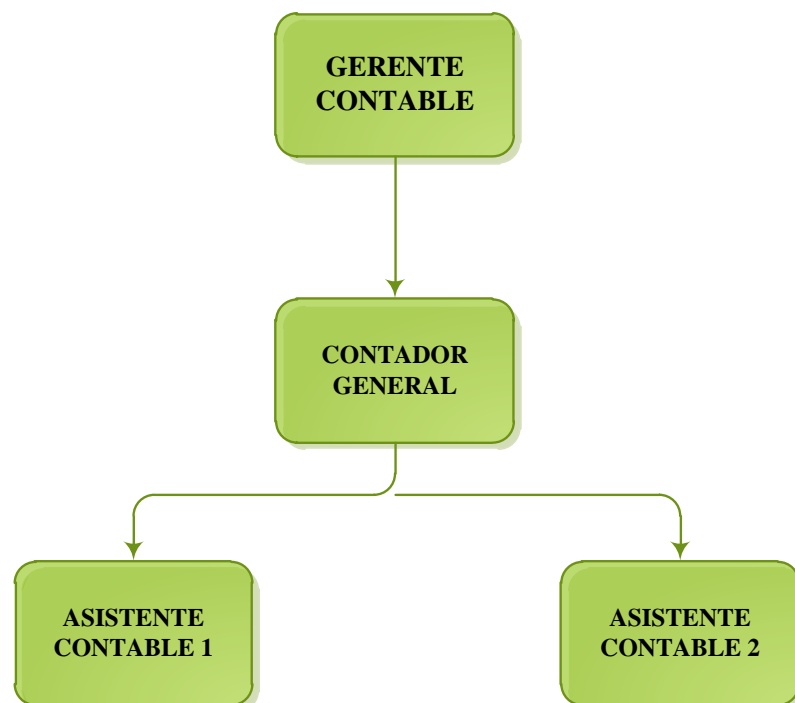 GERENTE
CONTABLE
CONTADOR
GENERAL
ASISTENTE
CONTABLE 1
ASISTENTE
CONTABLE 2